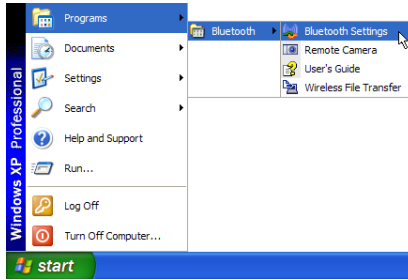 Programs
Documents
Settings
Search
Help and Support
Run...
Log Off
Turn Off Computer...
Windows XP Professional
Bluetooth
Bluetooth Settings
Remote Camera
User's Guide
Wireless File Transfer
start